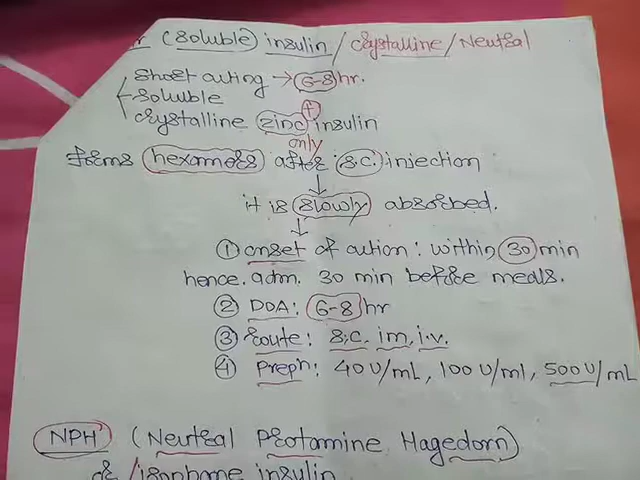 (soluble) insulin / crystalline / Neutral
Short acting → 6-8 hr.
soluble
crystalline zinc insulin
+
only
forms hexamers after s.c. injection
it is slowly absorbed.
① onset of action: within 30 min
hence. adm. 30 min before meals.
② DOA: 6-8 hr
③ route: s.c. im. i.v.
④ Prepn: 40 U/mL, 100 U/ml, 500 U/mL
NPH (Neutral Protamine Hagedorn)
or / isophane insulin